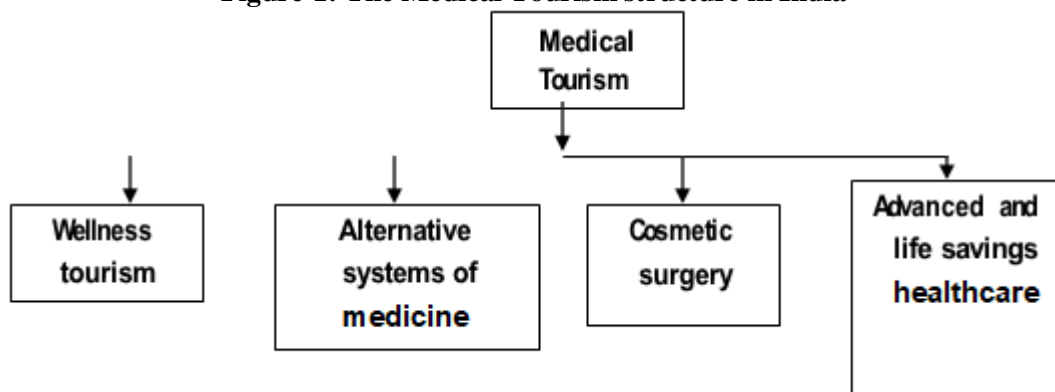 Figure 1: The Medical Tourism structure in India
Medical
Tourism
Wellness
tourism
Alternative
systems of
medicine
Cosmetic
surgery
Advanced and
life savings
healthcare